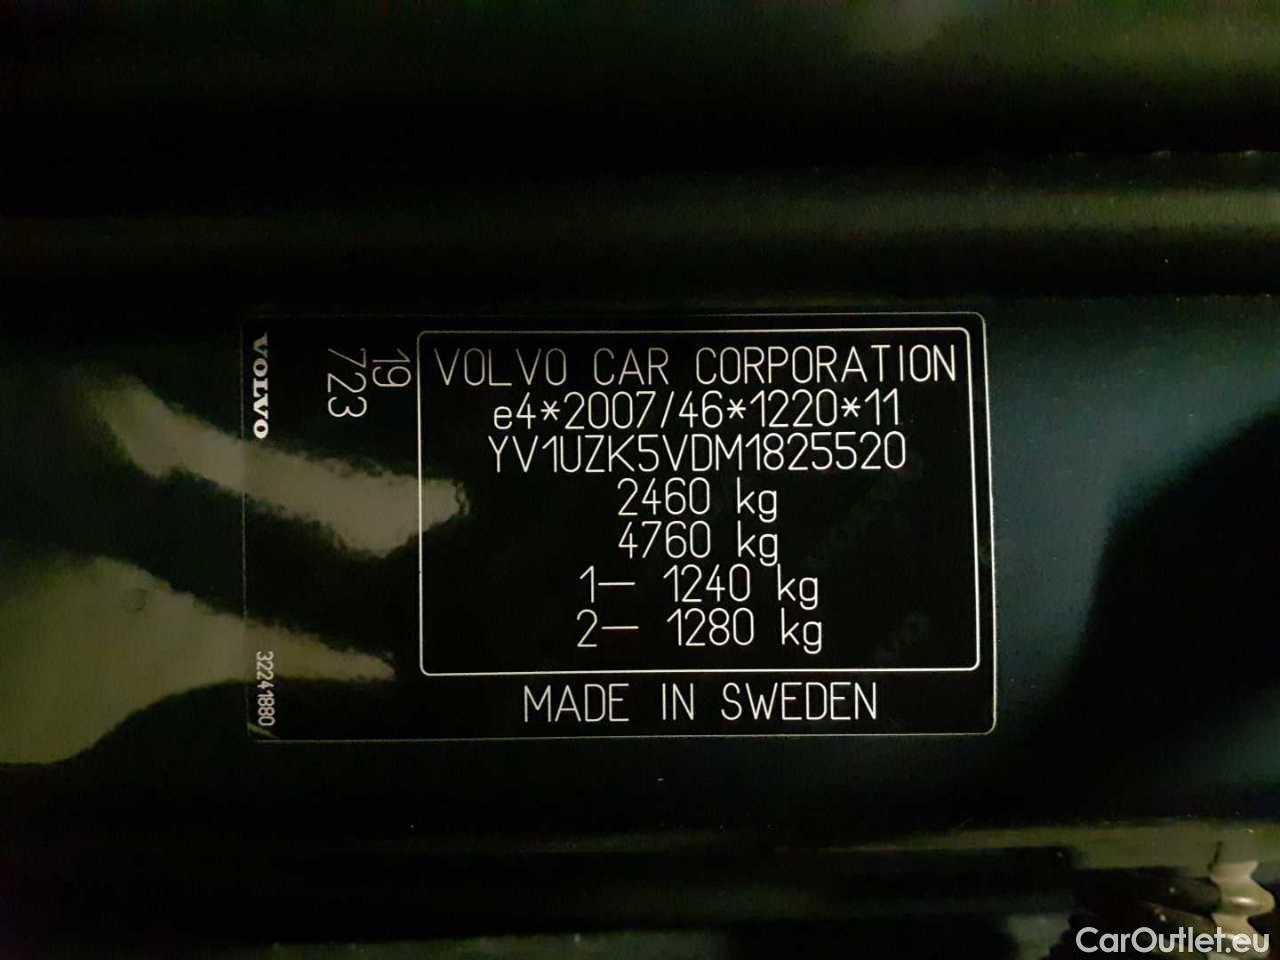 VOLVO
19
723
VOLVO CAR CORPORATION
e4*2007/46*1220*11
YV1UZK5VDM1825520
2460 kg
4760 kg
1— 1240 kg
2— 1280 kg
32241880
MADE IN SWEDEN
CarOutlet.eu